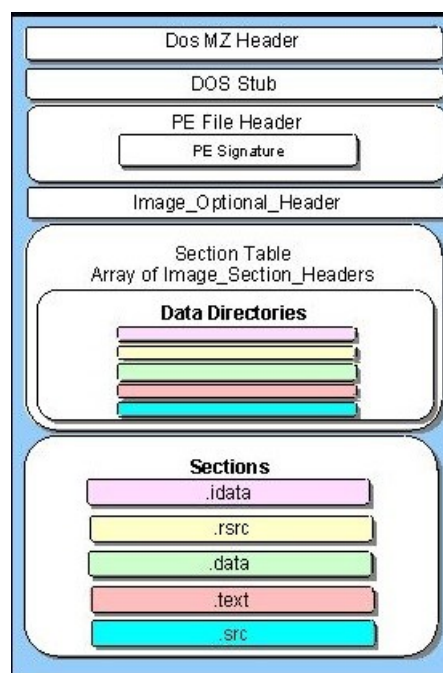 Dos MZ Header
DOS Stub
PE File Header
PE Signature
Image_Optional_Header
Section Table
Array of Image_Section_Headers
Data Directories
Sections
.idata
.rsrc
.data
.text
.src